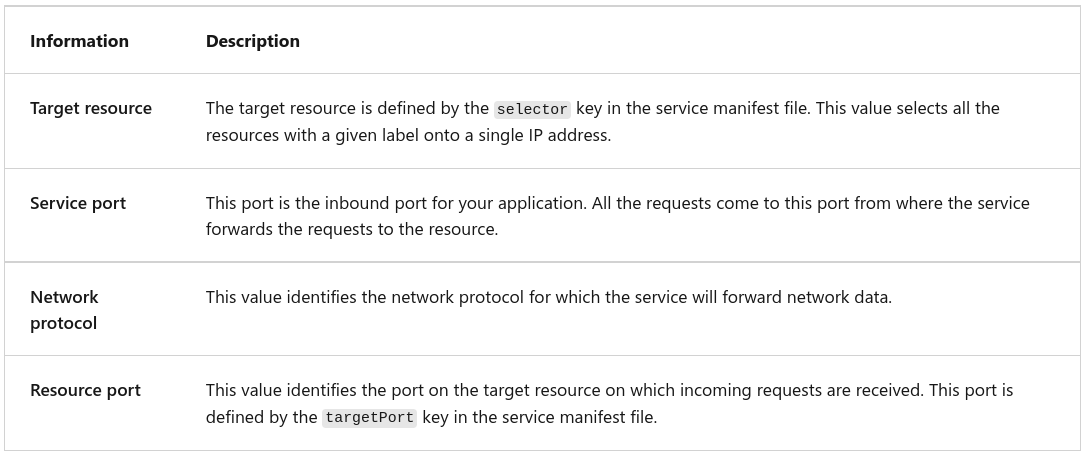 Information Description
Target resource The target resource is defined by the selector key in the service manifest file. This value selects all the
resources with a given label onto a single IP address.
Service port This port is the inbound port for your application. All the requests come to this port from where the service
forwards the requests to the resource.
Network This value identifies the network protocol for which the service will forward network data.
protocol
Resource port This value identifies the port on the target resource on which incoming requests are received. This port is
defined by the targetPort key in the service manifest file.